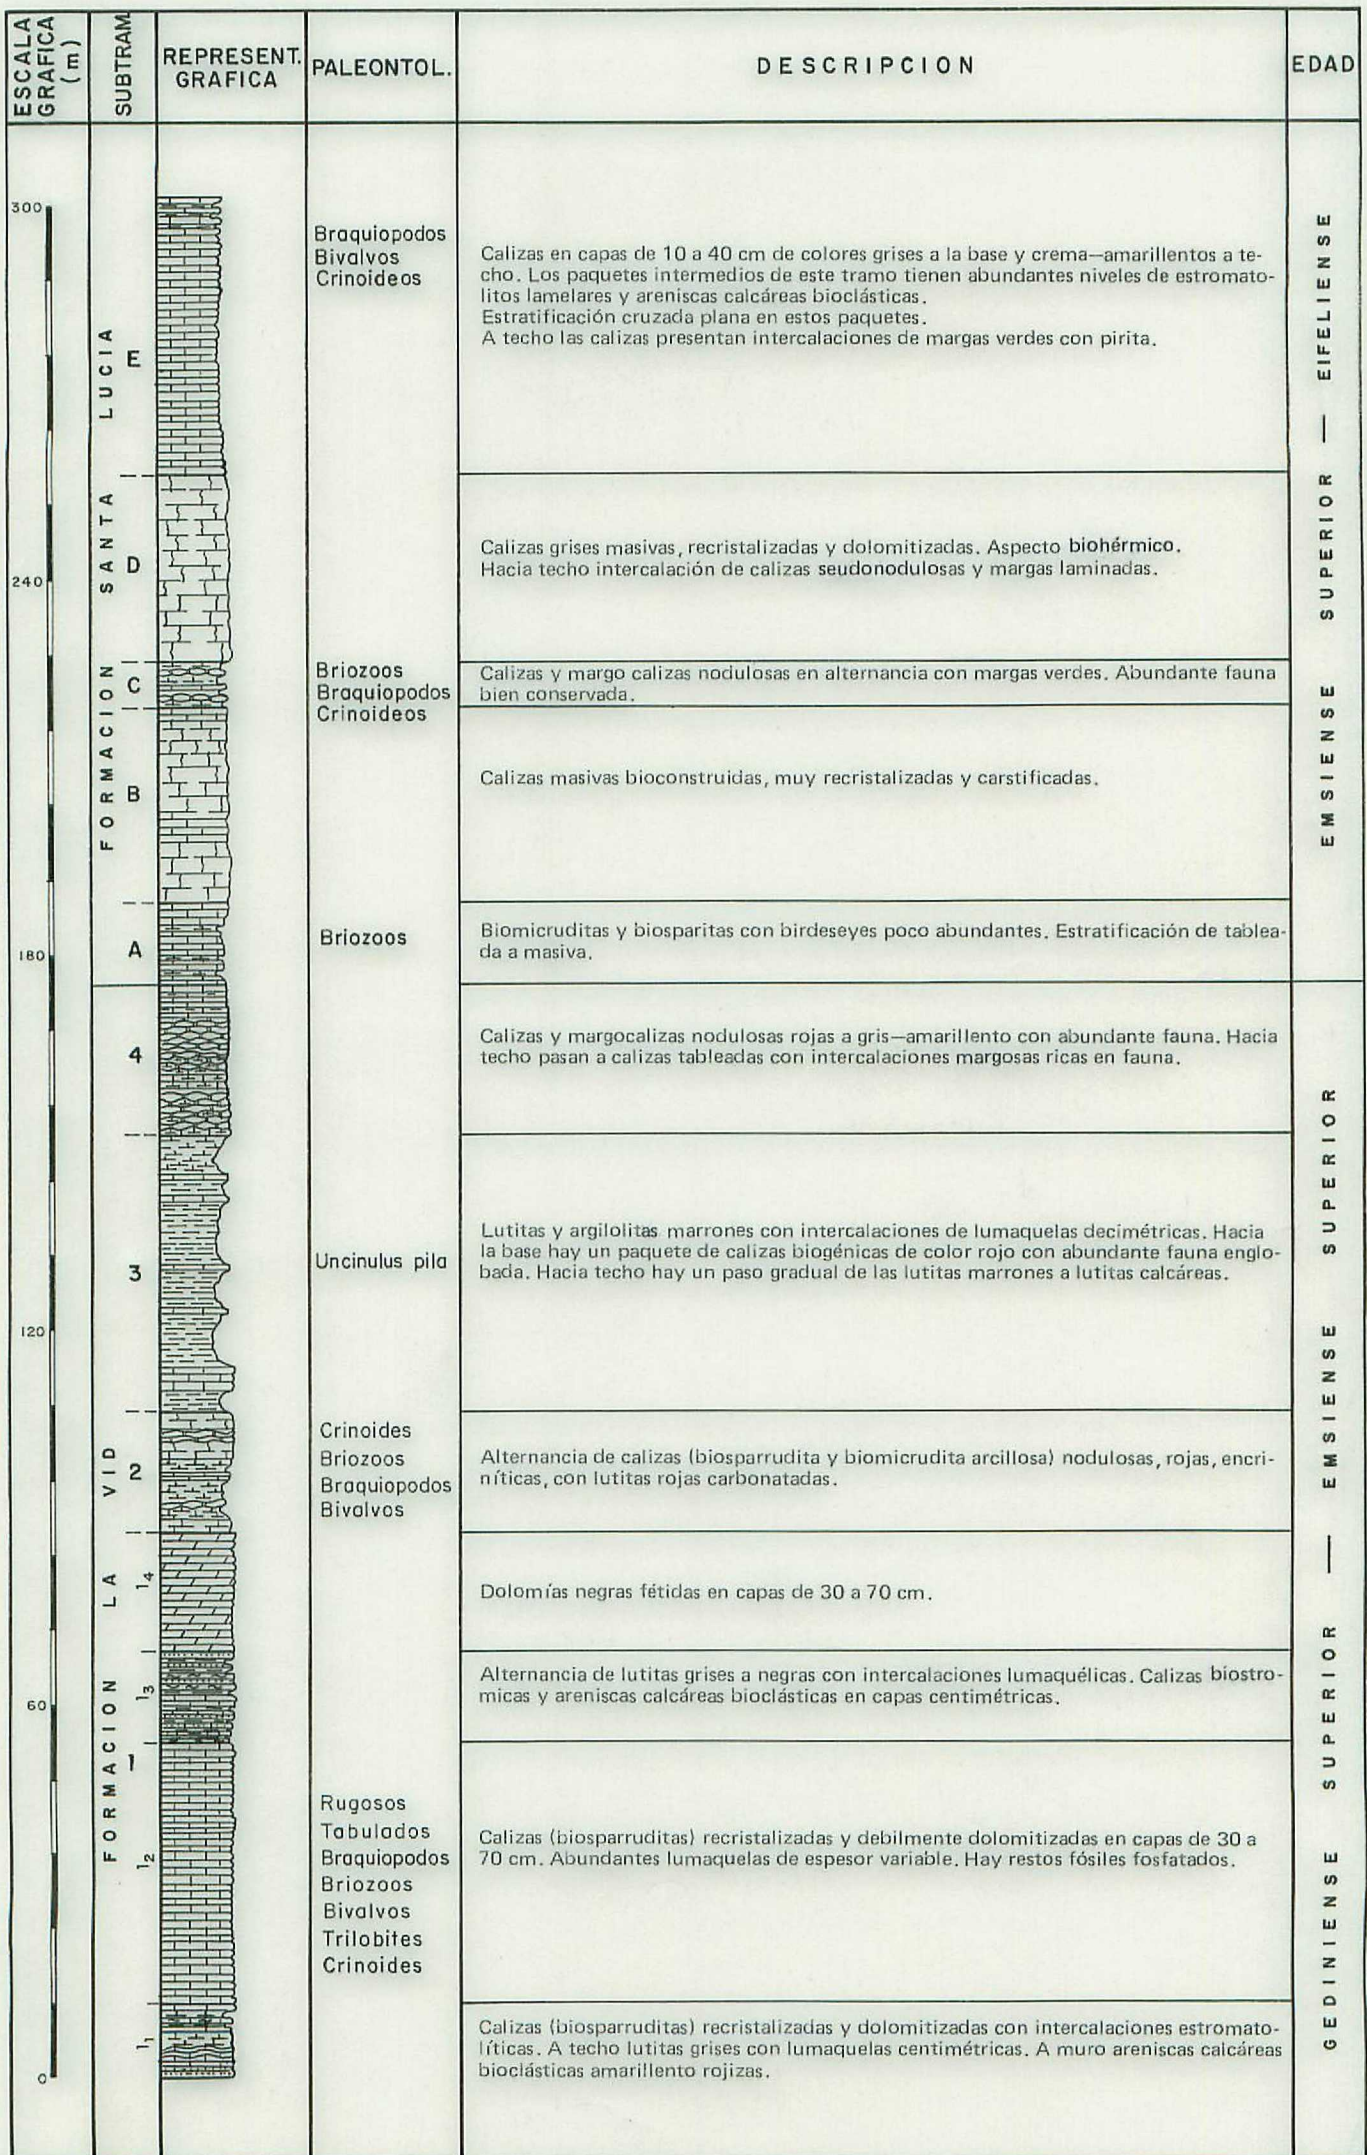 ESCALA
GRAFICA
(m)
SUBTRAM
REPRESENT.
GRAFICA
PALEONTOL.
DESCRIPCION
EDAD
300
240
180
120
60
0
FORMACION SANTA LUCIA
E
D
C
B
A
FORMACION LA VID
4
3
2
1
1₄
1₃
1₂
1₁
Braquiopodos
Bivalvos
Crinoideos
Briozoos
Braquiopodos
Crinoideos
Briozoos
Uncinulus pila
Crinoides
Briozoos
Braquiopodos
Bivalvos
Rugosos
Tabulados
Braquiopodos
Briozoos
Bivalvos
Trilobites
Crinoides
Calizas en capas de 10 a 40 cm de colores grises a la base y crema—amarillentos a te-
cho. Los paquetes intermedios de este tramo tienen abundantes niveles de estromato-
litos lamelares y areniscas calcáreas bioclásticas.
Estratificación cruzada plana en estos paquetes.
A techo las calizas presentan intercalaciones de margas verdes con pirita.
Calizas grises masivas, recristalizadas y dolomitizadas. Aspecto biohérmico.
Hacia techo intercalación de calizas seudonodulosas y margas laminadas.
Calizas y margo calizas nodulosas en alternancia con margas verdes. Abundante fauna
bien conservada.
Calizas masivas bioconstruidas, muy recristalizadas y carstificadas.
Biomicruditas y biosparitas con birdeseyes poco abundantes. Estratificación de tablea-
da a masiva.
Calizas y margocalizas nodulosas rojas a gris—amarillento con abundante fauna. Hacia
techo pasan a calizas tableadas con intercalaciones margosas ricas en fauna.
Lutitas y argilolitas marrones con intercalaciones de lumaquelas decimétricas. Hacia
la base hay un paquete de calizas biogénicas de color rojo con abundante fauna englo-
bada. Hacia techo hay un paso gradual de las lutitas marrones a lutitas calcáreas.
Alternancia de calizas (biosparrudita y biomicrudita arcillosa) nodulosas, rojas, encri-
níticas, con lutitas rojas carbonatadas.
Dolomías negras fétidas en capas de 30 a 70 cm.
Alternancia de lutitas grises a negras con intercalaciones lumaquélicas. Calizas biostro-
micas y areniscas calcáreas bioclásticas en capas centimétricas.
Calizas (biosparruditas) recristalizadas y debilmente dolomitizadas en capas de 30 a
70 cm. Abundantes lumaquelas de espesor variable. Hay restos fósiles fosfatados.
Calizas (biosparruditas) recristalizadas y dolomitizadas con intercalaciones estromato-
líticas. A techo lutitas grises con lumaquelas centimétricas. A muro areniscas calcáreas
bioclásticas amarillento rojizas.
EMSIENSE SUPERIOR — EIFELIENSE
GEDINIENSE SUPERIOR — EMSIENSE SUPERIOR